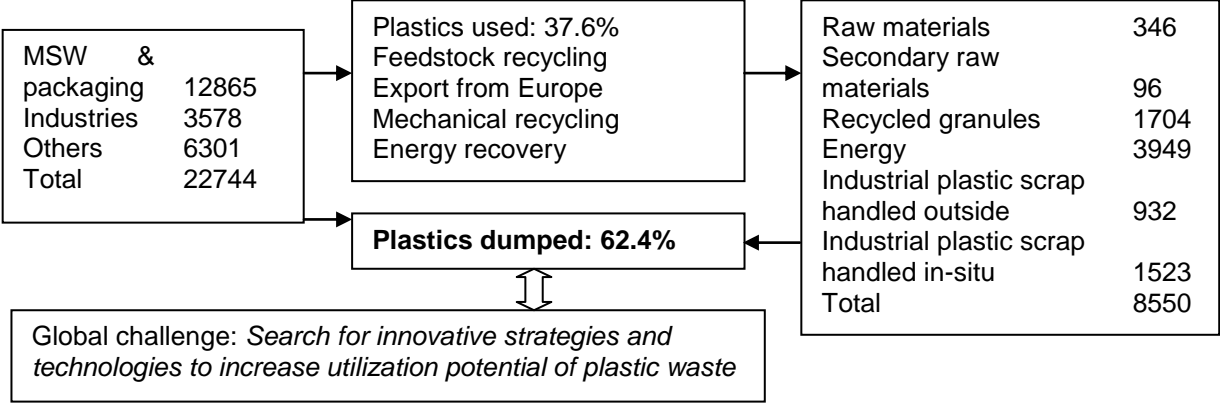 MSW &
packaging 12865
Industries 3578
Others 6301
Total 22744
Plastics used: 37.6%
Feedstock recycling
Export from Europe
Mechanical recycling
Energy recovery
Plastics dumped: 62.4%
Raw materials 346
Secondary raw
materials 96
Recycled granules 1704
Energy 3949
Industrial plastic scrap
handled outside 932
Industrial plastic scrap
handled in-situ 1523
Total 8550
Global challenge: Search for innovative strategies and
technologies to increase utilization potential of plastic waste